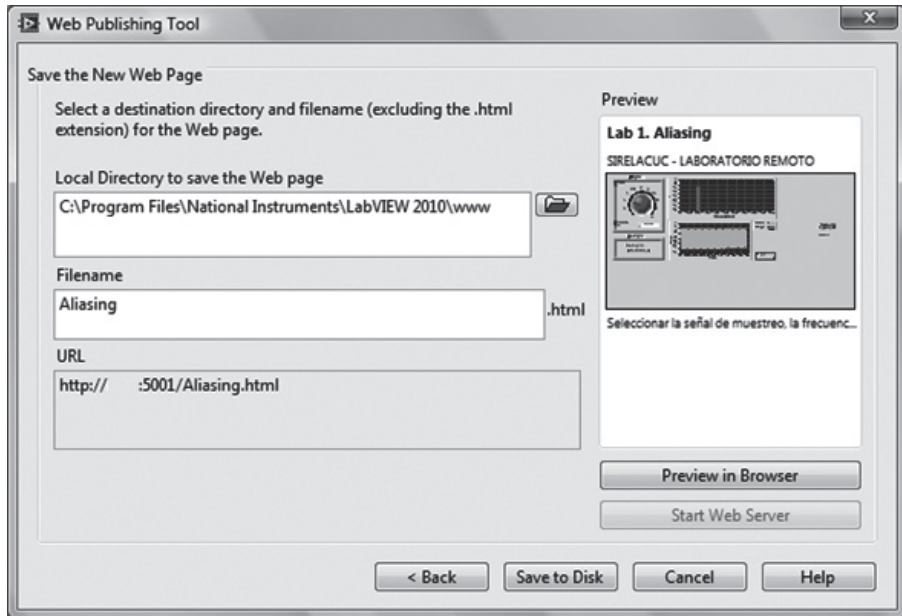 Web Publishing Tool
Save the New Web Page
Select a destination directory and filename (excluding the .html
extension) for the Web page.
Local Directory to save the Web page
C:\Program Files\National Instruments\LabVIEW 2010\www
Filename
Aliasing
.html
URL
http:// :5001/Aliasing.html
Preview
Lab 1. Aliasing
SIRELACUC - LABORATORIO REMOTO
Seleccionar la señal de muestreo, la frecuenc...
Preview in Browser
Start Web Server
< Back
Save to Disk
Cancel
Help